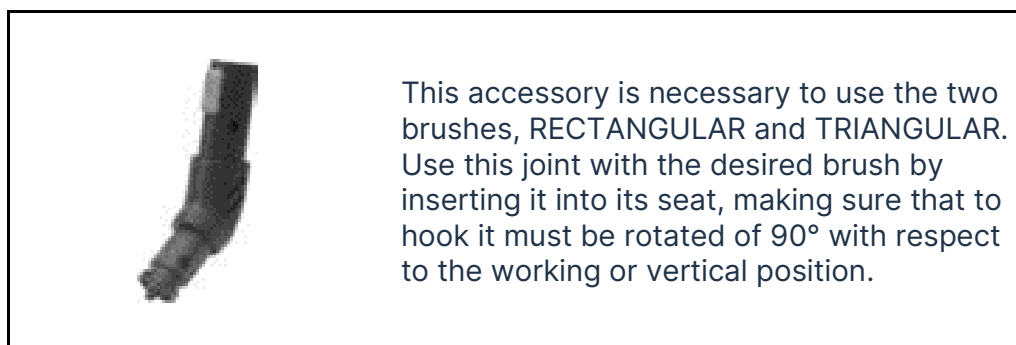 This accessory is necessary to use the two
brushes, RECTANGULAR and TRIANGULAR.
Use this joint with the desired brush by
inserting it into its seat, making sure that to
hook it must be rotated of 90° with respect
to the working or vertical position.